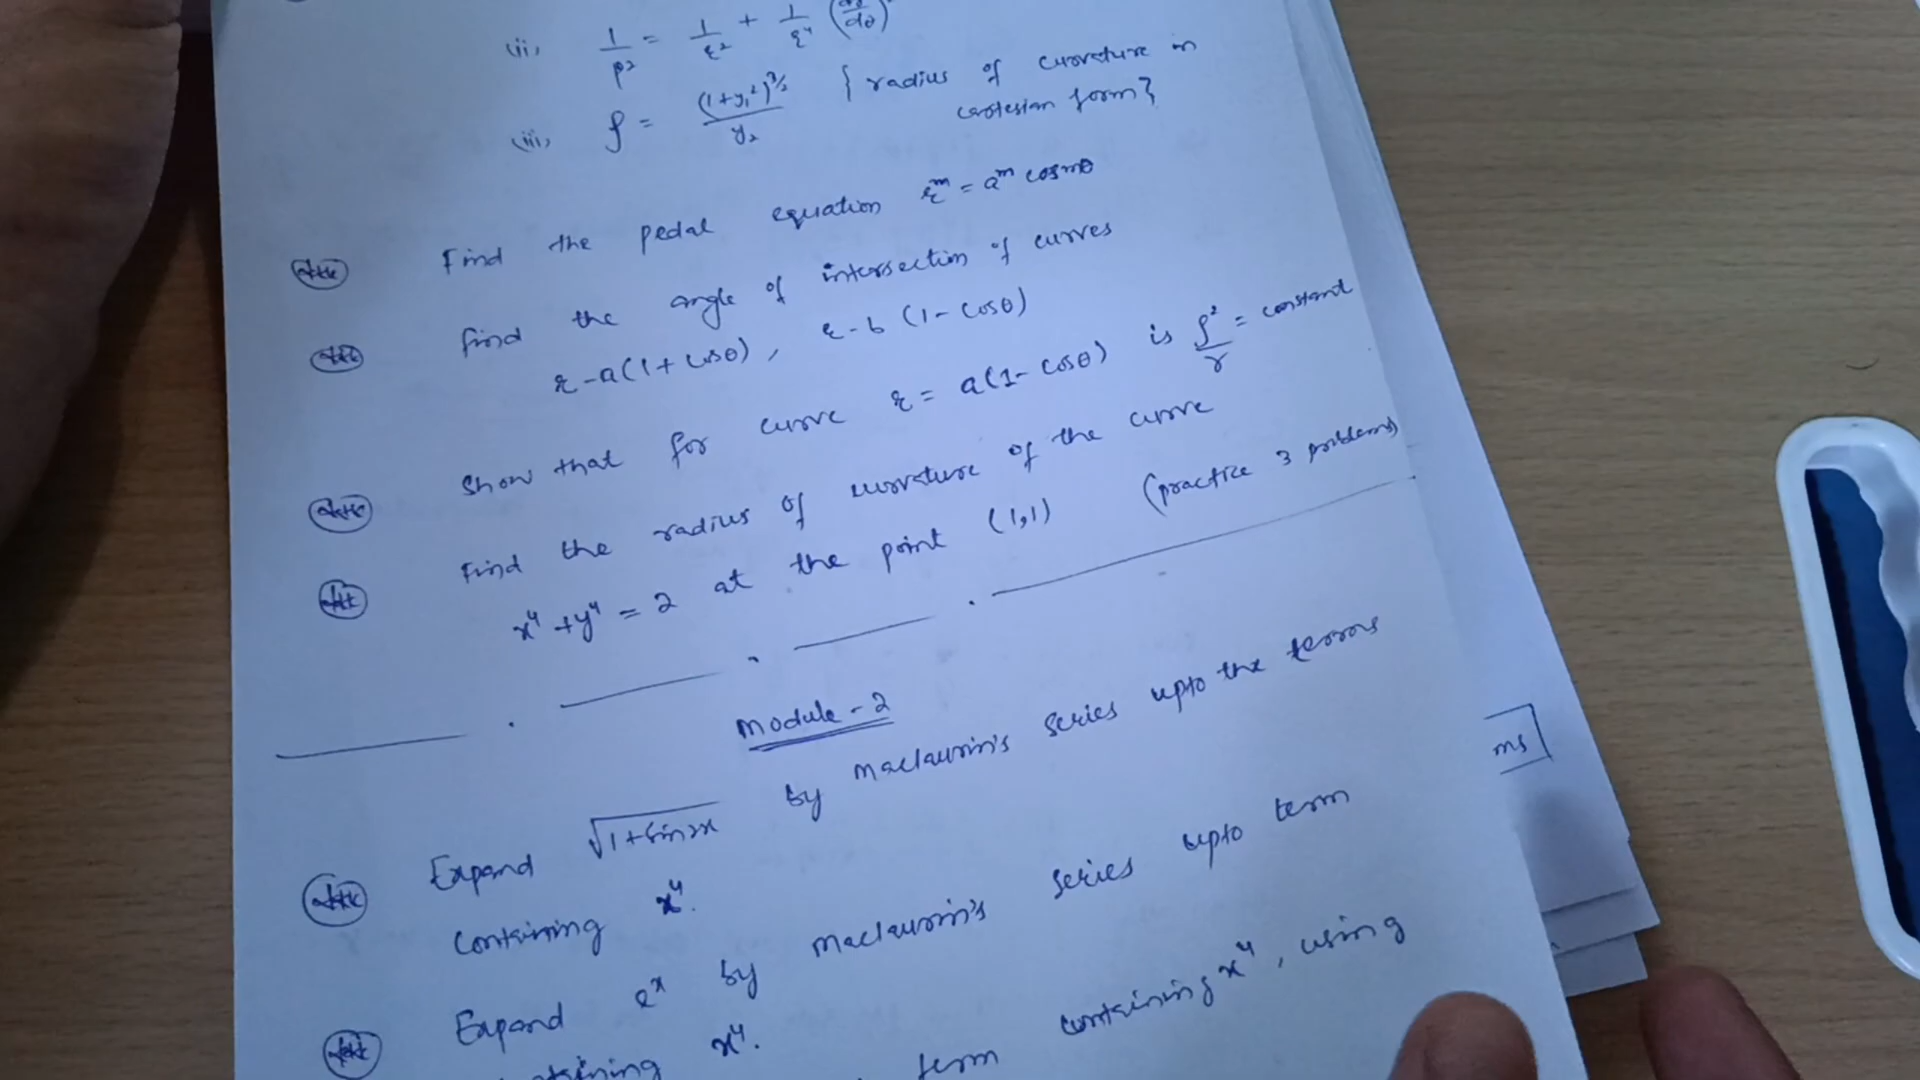 (ii, 1/p² = 1/r² + 1/r⁴ (dr/dθ)
(iii, ρ = (1+y₁²)^3/2 / y₂ { radius of curvature in
cartesian form}
Find the pedal equation r^m = a^m cosmθ
find the angle of intersection of curves
r-a(1+cosθ), r-b (1-cosθ)
Show that for curve r = a(1-cosθ) is ρ²/r = constant
Find the radius of curvature of the curve
x⁴+y⁴ = 2 at the point (1,1) (practice 3 problems)
Module-2
Expand √1+sin2x by maclaurin's series upto the terms
containing x⁴.
Expand e^x by maclaurin's series upto term
containing x⁴.
term containing x⁴, using
ms